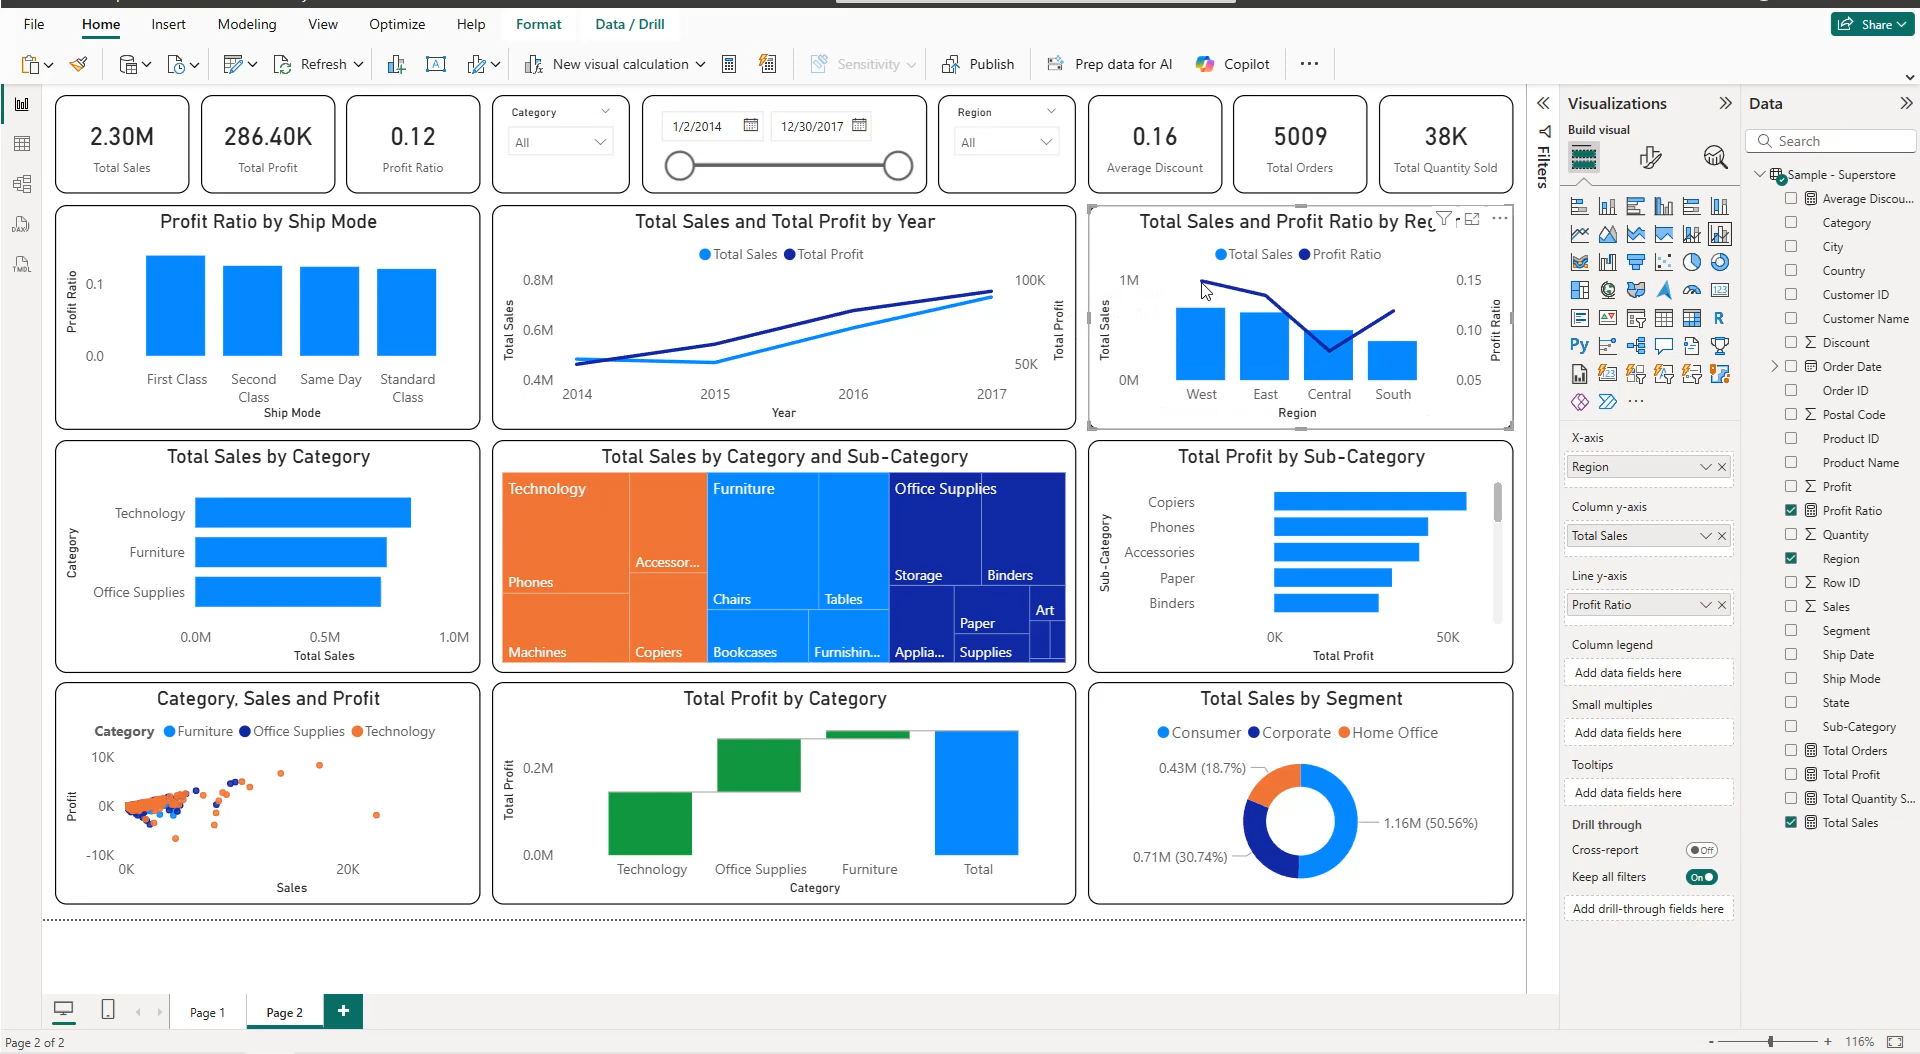 File Home Insert Modeling View Optimize Help Format Data / Drill Share
Refresh New visual calculation Sensitivity Publish Prep data for AI Copilot
2.30M
Total Sales
286.40K
Total Profit
0.12
Profit Ratio
Category
All
1/2/2014 12/30/2017
Region
All
0.16
Average Discount
5009
Total Orders
38K
Total Quantity Sold
Profit Ratio by Ship Mode
Profit Ratio
0.1
0.0
First Class
Second Class
Same Day
Standard Class
Ship Mode
Total Sales and Total Profit by Year
Total Sales Total Profit
Total Sales
0.8M
0.6M
0.4M
100K
50K
Total Profit
2014 2015 2016 2017
Year
Total Sales and Profit Ratio by Reg
Total Sales Profit Ratio
Total Sales
1M
0M
0.15
0.10
0.05
Profit Ratio
West East Central South
Region
Total Sales by Category
Category
Technology
Furniture
Office Supplies
0.0M 0.5M 1.0M
Total Sales
Total Sales by Category and Sub-Category
Technology
Phones
Accessor...
Machines
Copiers
Furniture
Chairs
Tables
Bookcases
Furnishin...
Office Supplies
Storage
Binders
Applia...
Paper
Supplies
Art
Total Profit by Sub-Category
Sub-Category
Copiers
Phones
Accessories
Paper
Binders
0K 50K
Total Profit
Category, Sales and Profit
Category Furniture Office Supplies Technology
Profit
10K
0K
-10K
0K 20K
Sales
Total Profit by Category
Total Profit
0.2M
0.0M
Technology Office Supplies Furniture Total
Category
Total Sales by Segment
Consumer Corporate Home Office
0.43M (18.7%)
1.16M (50.56%)
0.71M (30.74%)
Filters
Visualizations
Build visual
123
R
Py
123
X-axis
Region
Column y-axis
Total Sales
Line y-axis
Profit Ratio
Column legend
Add data fields here
Small multiples
Add data fields here
Tooltips
Add data fields here
Drill through
Cross-report Off
Keep all filters On
Add drill-through fields here
Data
Search
Sample - Superstore
Average Discou...
Category
City
Country
Customer ID
Customer Name
Discount
Order Date
Order ID
Postal Code
Product ID
Product Name
Profit
Profit Ratio
Quantity
Region
Row ID
Sales
Segment
Ship Date
Ship Mode
State
Sub-Category
Total Orders
Total Profit
Total Quantity S...
Total Sales
DAX
TMDL
Page 1 Page 2 +
Page 2 of 2
- + 116%